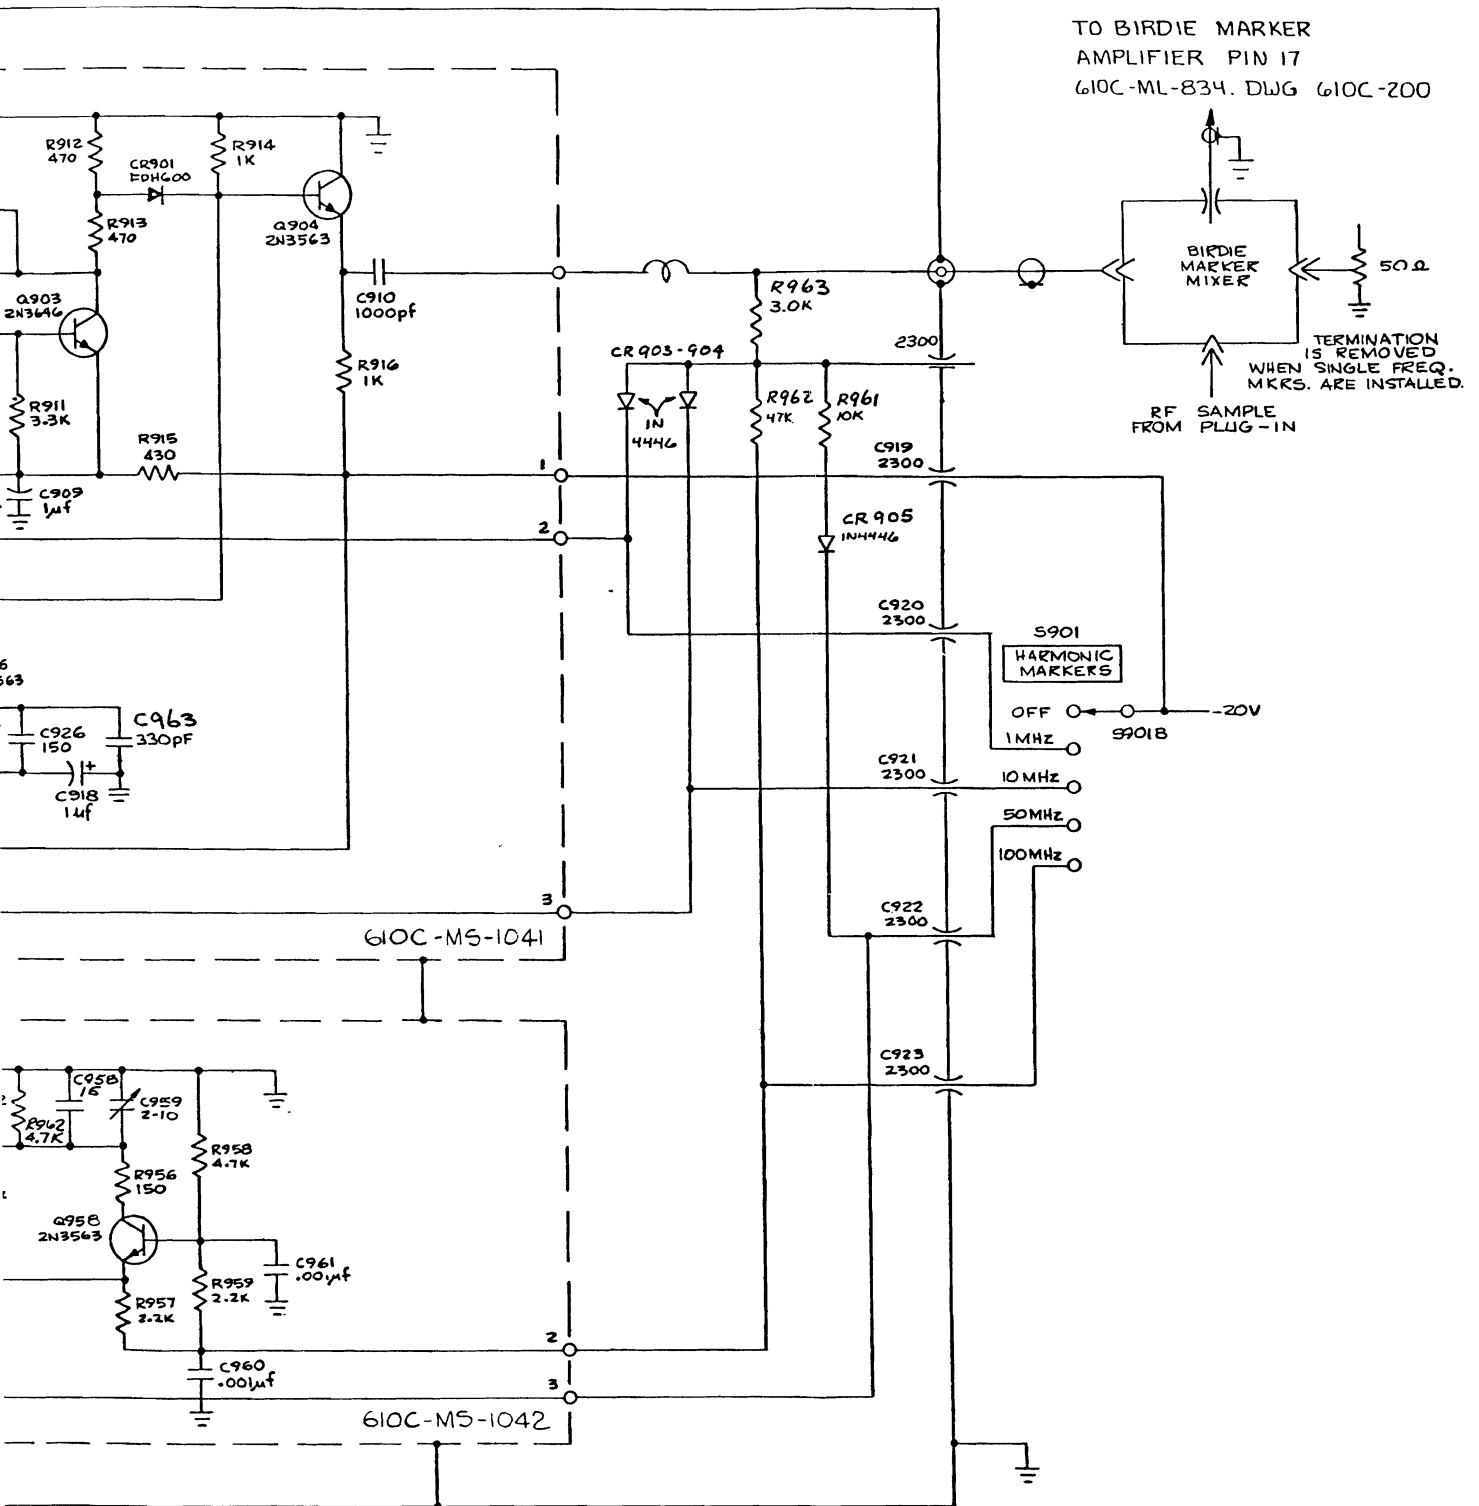 TO BIRDIE MARKER
AMPLIFIER PIN 17
610C-ML-834. DWG 610C-200
R912
470
CR901
FDH600
R914
1K
R913
470
Q904
2N3563
Q903
2N3646
C910
1000pf
R916
1K
R911
3.3K
R915
430
C909
1µf
1
2
R963
3.0K
CR903-904
1N
4446
R962
47K
R961
10K
2300
C919
2300
CR905
1N4446
BIRDIE
MARKER
MIXER
50Ω
TERMINATION
IS REMOVED
WHEN SINGLE FREQ.
MKRS. ARE INSTALLED.
RF SAMPLE
FROM PLUG-IN
C920
2300
S901
HARMONIC
MARKERS
OFF
-20V
S901B
1MHz
10MHz
50MHz
100MHz
6
563
C926
150
C963
330pF
+
C918
1µf
C921
2300
3
C922
2300
610C-MS-1041
C923
2300
C958
16
C959
2-10
R962
4.7K
R958
4.7K
R956
150
Q958
2N3563
C961
.001µf
R959
2.2K
R957
2.2K
2
C960
.001µf
3
610C-MS-1042